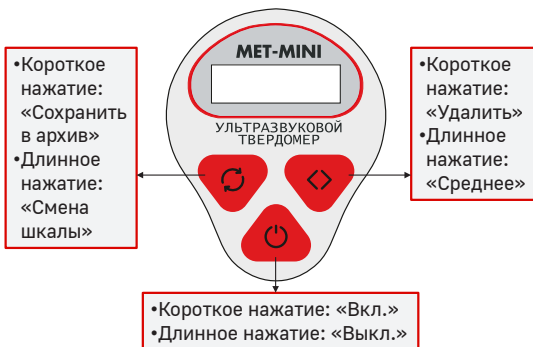 MET-MINI
УЛЬТРАЗВУКОВОЙ
ТВЕРДОМЕР
•Короткое
нажатие:
«Сохранить
в архив»
•Длинное
нажатие:
«Смена
шкалы»
•Короткое
нажатие:
«Удалить»
•Длинное
нажатие:
«Среднее»
•Короткое нажатие: «Вкл.»
•Длинное нажатие: «Выкл.»